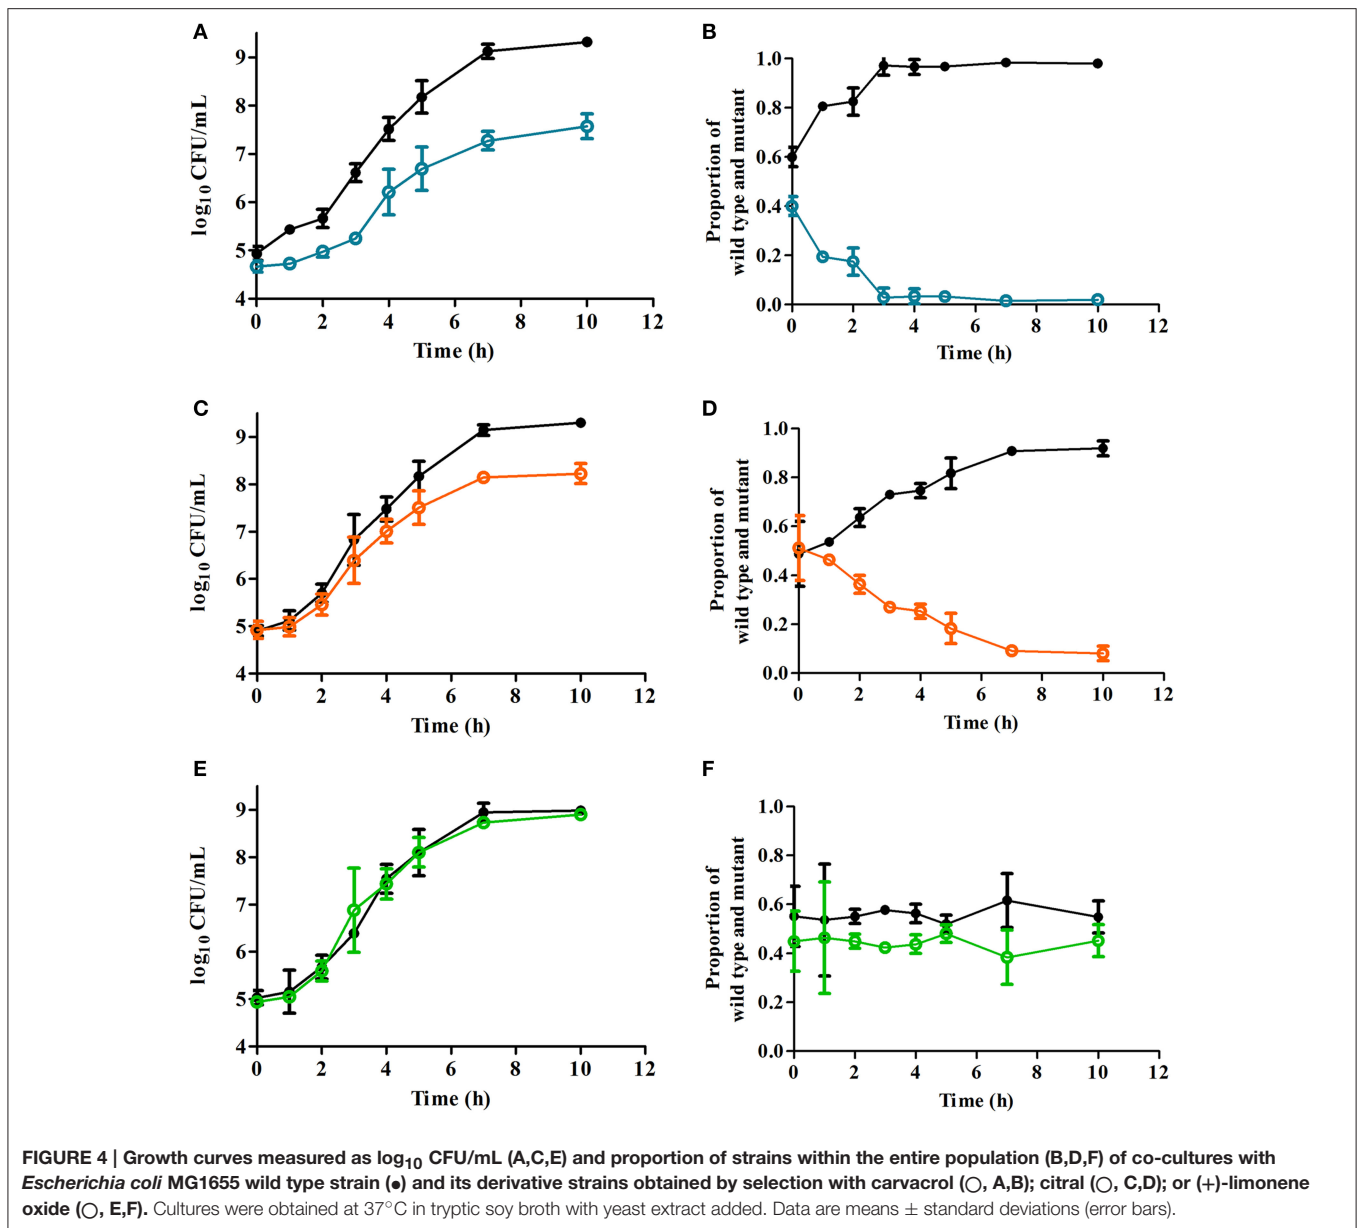 A
log10 CFU/mL
9
8
7
6
5
4
0 2 4 6 8 10 12
Time (h)
B
Proportion of
wild type and mutant
1.0
0.8
0.6
0.4
0.2
0.0
0 2 4 6 8 10 12
Time (h)
C
log10 CFU/mL
9
8
7
6
5
4
0 2 4 6 8 10 12
Time (h)
D
Proportion of
wild type and mutant
1.0
0.8
0.6
0.4
0.2
0.0
0 2 4 6 8 10 12
Time (h)
E
log10 CFU/mL
9
8
7
6
5
4
0 2 4 6 8 10 12
Time (h)
F
Proportion of
wild type and mutant
1.0
0.8
0.6
0.4
0.2
0.0
0 2 4 6 8 10 12
Time (h)
FIGURE 4 | Growth curves measured as log10 CFU/mL (A,C,E) and proportion of strains within the entire population (B,D,F) of co-cultures with
Escherichia coli MG1655 wild type strain (●) and its derivative strains obtained by selection with carvacrol (○, A,B); citral (○, C,D); or (+)-limonene
oxide (○, E,F). Cultures were obtained at 37°C in tryptic soy broth with yeast extract added. Data are means ± standard deviations (error bars).